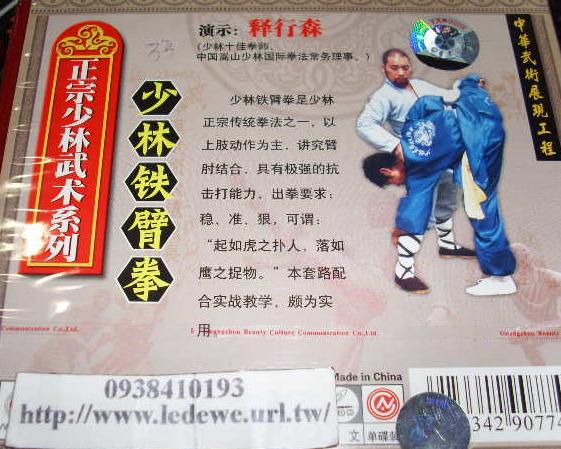 中華武術展現工程
演示：释行森
(少林十佳拳师，
中国嵩山少林国际拳法常务理事。)
正宗少林武术系列
少林铁臂拳
少林铁臂拳是少林
正宗传统拳法之一，以
上肢动作为主，讲究臂
肘结合，具有极强的抗
击打能力，出拳要求：
稳、准、狠，可谓：
“起如虎之扑人，落如
鹰之捉物。”本套路配
合实战教学，颇为实
用。
Communication Co.,Ltd.
Guangzhou Beauty Culture Communication Co.,Ltd.
Guangzhou Beauty
0938410193
http://www.ledewe.url.tw/
Made in China
文 单碟装
342 90774